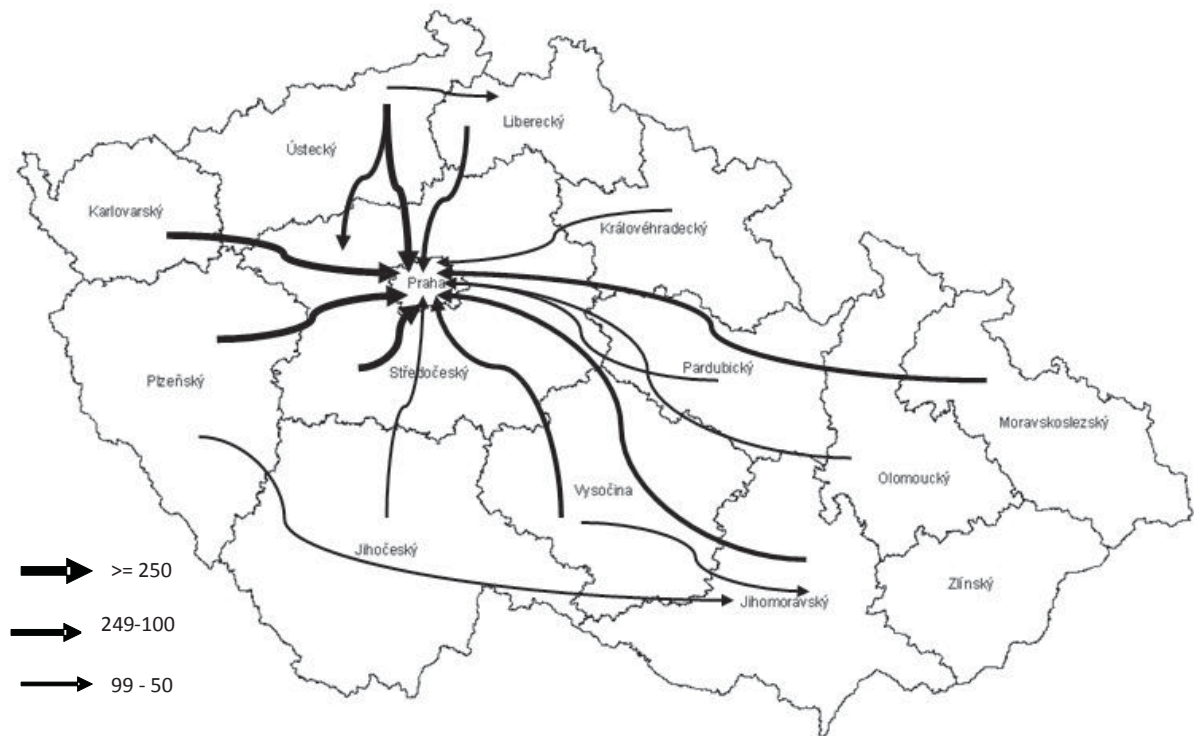 Liberecký
Ústecký
Karlovarský
Královéhradecký
Praha
Pardubický
Plzeňský
Středočeský
Moravskoslezský
Olomoucký
Vysočina
Jihočeský
Zlínský
Jihomoravský
>= 250
249-100
99 - 50